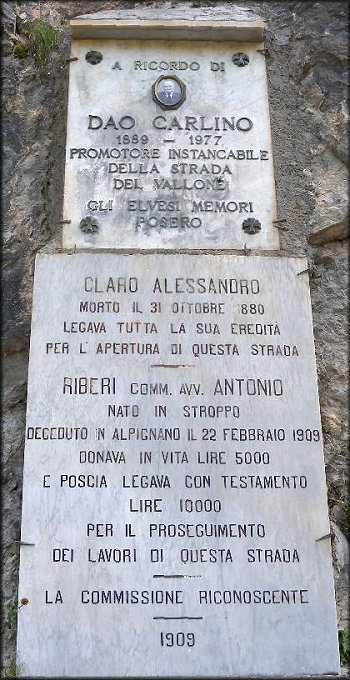 A RICORDO DI
DAO CARLINO
1889 - 1977
PROMOTORE INSTANCABILE
DELLA STRADA
DEL VALLONE
GLI ELVESI MEMORI
POSERO
CLARO ALESSANDRO
MORTO IL 31 OTTOBRE 1880
LEGAVA TUTTA LA SUA EREDITA
PER L'APERTURA DI QUESTA STRADA
RIBERI COMM. AVV. ANTONIO
NATO IN STROPPO
DECEDUTO IN ALPIGNANO IL 22 FEBBRAIO 1909
DONAVA IN VITA LIRE 5000
E POSCIA LEGAVA CON TESTAMENTO
LIRE 10000
PER IL PROSEGUIMENTO
DEI LAVORI DI QUESTA STRADA
LA COMMISSIONE RICONOSCENTE
1909